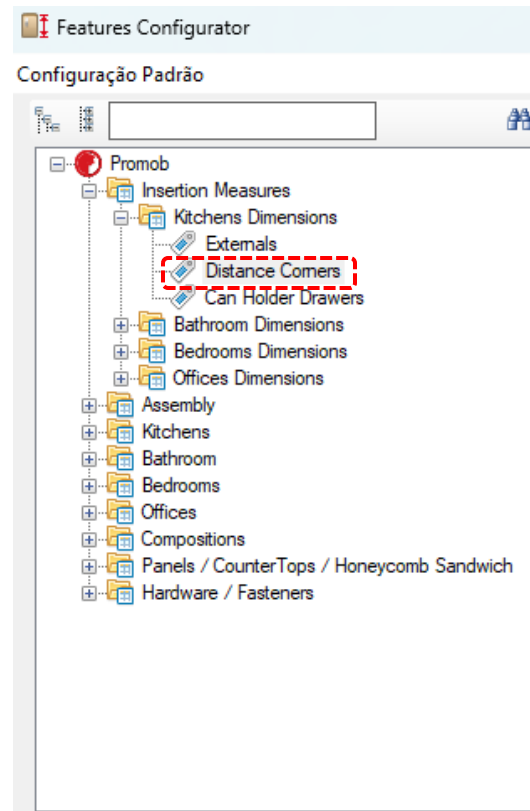 Features Configurator
Configuração Padrão
Promob
Insertion Measures
Kitchens Dimensions
Externals
Distance Corners
Can Holder Drawers
Bathroom Dimensions
Bedrooms Dimensions
Offices Dimensions
Assembly
Kitchens
Bathroom
Bedrooms
Offices
Compositions
Panels / CounterTops / Honeycomb Sandwich
Hardware / Fasteners